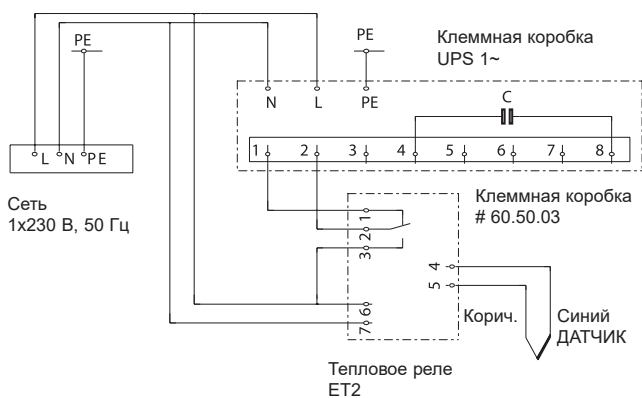 PE
PE
Клеммная коробка
UPS 1~
N L PE
C
L N PE
1 2 3 4 5 6 7 8
Сеть
1x230 В, 50 Гц
Клеммная коробка
# 60.50.03
1
2
3
4
5
6
7
Корич.
Синий
ДАТЧИК
Тепловое реле
ET2